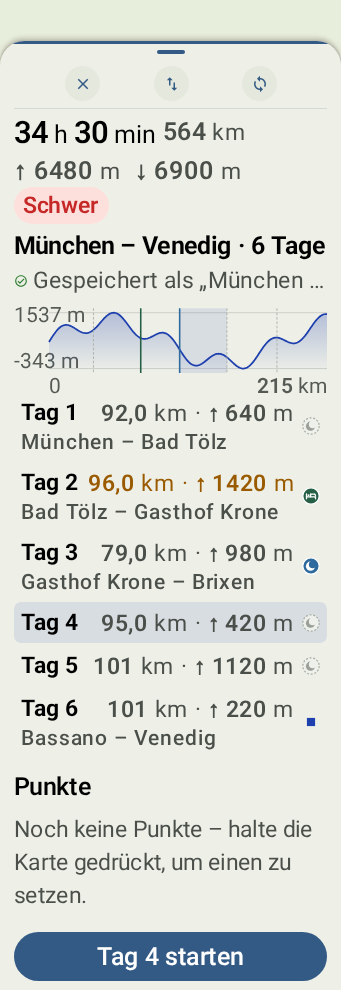 34 h 30 min 564 km
↑ 6480 m ↓ 6900 m
Schwer
München – Venedig · 6 Tage
Gespeichert als „München ...
1537 m
-343 m
0 215 km
Tag 1 92,0 km · ↑ 640 m
München – Bad Tölz
Tag 2 96,0 km · ↑ 1420 m
Bad Tölz – Gasthof Krone
Tag 3 79,0 km · ↑ 980 m
Gasthof Krone – Brixen
Tag 4 95,0 km · ↑ 420 m
Tag 5 101 km · ↑ 1120 m
Tag 6 101 km · ↑ 220 m
Bassano – Venedig
Punkte
Noch keine Punkte – halte die
Karte gedrückt, um einen zu
setzen.
Tag 4 starten